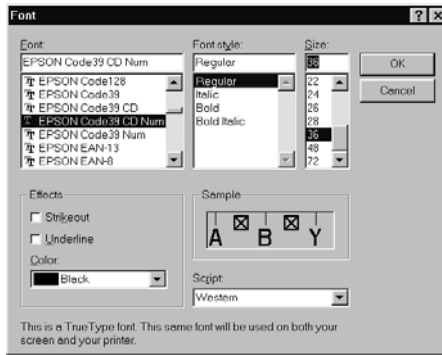 Font
Font: Font style: Size:
EPSON Code39 CD Num Regular 36
EPSON Code128
EPSON Code39
EPSON Code39 CD
EPSON Code39 CD Num
EPSON Code39 Num
EPSON EAN-13
EPSON EAN-8
Regular
Italic
Bold
Bold Italic
22
24
26
28
36
48
72
OK
Cancel
Effects
Strikeout
Underline
Color:
Black
Sample
A B Y
Script:
Western
This is a TrueType font. This same font will be used on both your
screen and your printer.